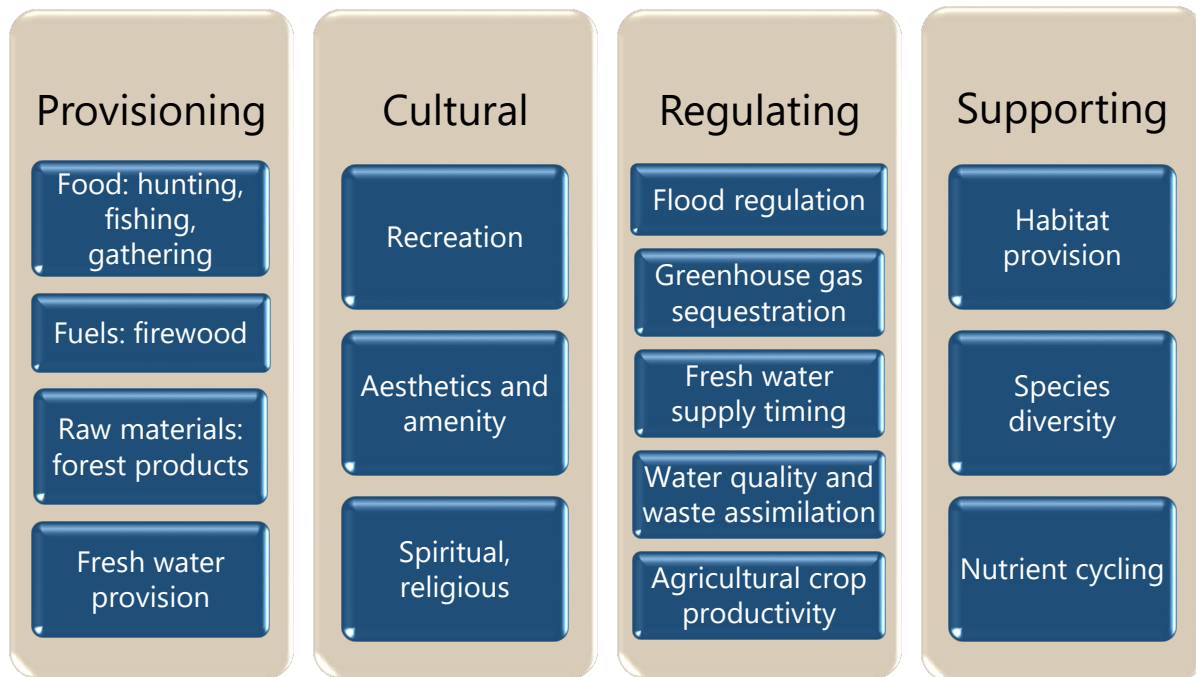 Provisioning
Food: hunting,
fishing,
gathering
Fuels: firewood
Raw materials:
forest products
Fresh water
provision
Cultural
Recreation
Aesthetics and
amenity
Spiritual,
religious
Regulating
Flood regulation
Greenhouse gas
sequestration
Fresh water
supply timing
Water quality and
waste assimilation
Agricultural crop
productivity
Supporting
Habitat
provision
Species
diversity
Nutrient cycling